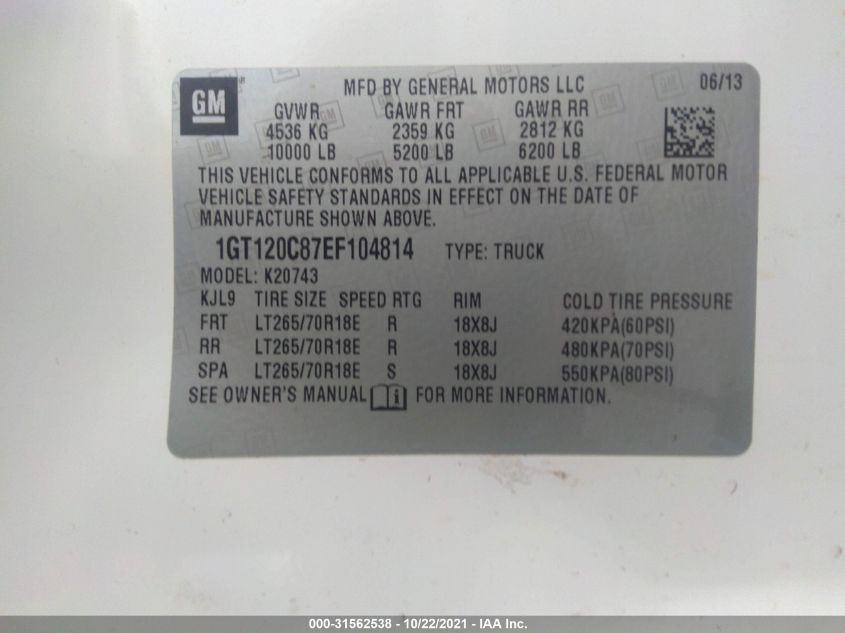 GM MFD BY GENERAL MOTORS LLC 06/13
GVWR GAWR FRT GAWR RR
4536 KG 2359 KG 2812 KG
10000 LB 5200 LB 6200 LB
THIS VEHICLE CONFORMS TO ALL APPLICABLE U.S. FEDERAL MOTOR
VEHICLE SAFETY STANDARDS IN EFFECT ON THE DATE OF
MANUFACTURE SHOWN ABOVE.
1GT120C87EF104814 TYPE: TRUCK
MODEL: K20743
KJL9 TIRE SIZE SPEED RTG RIM COLD TIRE PRESSURE
FRT LT265/70R18E R 18X8J 420KPA(60PSI)
RR LT265/70R18E R 18X8J 480KPA(70PSI)
SPA LT265/70R18E S 18X8J 550KPA(80PSI)
SEE OWNER'S MANUAL i FOR MORE INFORMATION.
000-31562538 - 10/22/2021 - IAA Inc.